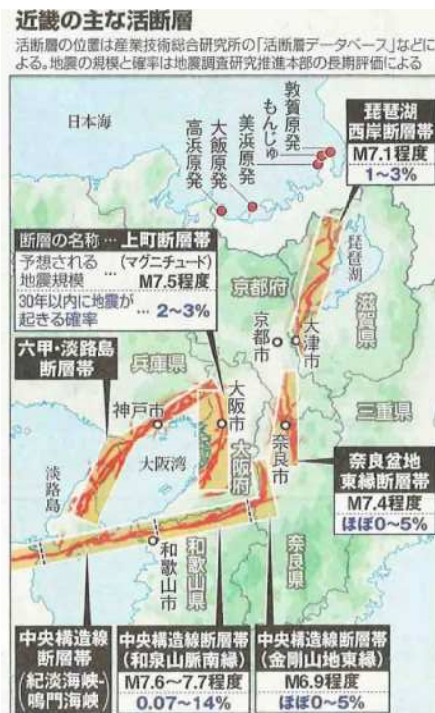 近畿の主な活断層
活断層の位置は産業技術総合研究所の「活断層データベース」などに
よる。地震の規模と確率は地震調査研究推進本部の長期評価による
日本海
高浜原発
大飯原発
美浜原発
もんじゅ
敦賀原発
琵琶湖
西岸断層帯
M7.1程度
1~3%
断層の名称…上町断層帯
予想される
地震規模
…(マグニチュード)
M7.5程度
30年以内に地震が
起きる確率
…2~3%
京都府
琵琶湖
滋賀県
京都市
大津市
六甲・淡路島
断層帯
兵庫県
神戸市
大阪市
三重県
淡路島
大阪湾
大阪府
奈良市
奈良盆地
東縁断層帯
M7.4程度
ほぼ0~5%
和歌山市
和歌山県
奈良県
中央構造線
断層帯
(紀淡海峡-
鳴門海峡)
中央構造線断層帯
(和泉山脈南縁)
M7.6~7.7程度
0.07~14%
中央構造線断層帯
(金剛山地東縁)
M6.9程度
ほぼ0~5%